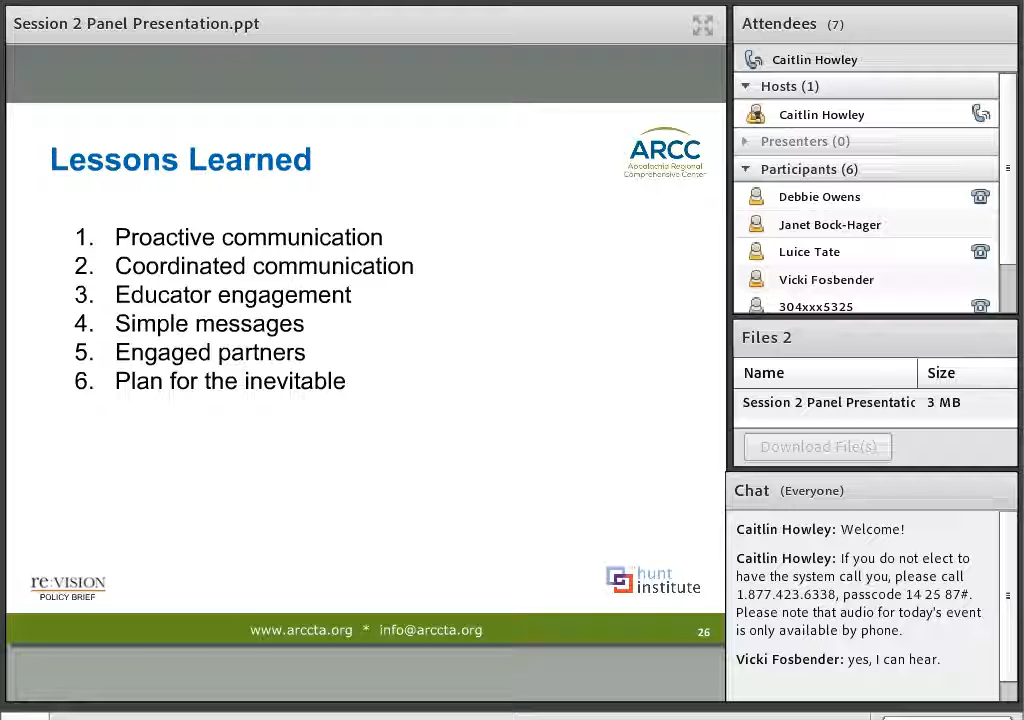 Session 2 Panel Presentation.ppt
Lessons Learned
ARCC
Appalachia Regional
Comprehensive Center
1. Proactive communication
2. Coordinated communication
3. Educator engagement
4. Simple messages
5. Engaged partners
6. Plan for the inevitable
re:VISION
POLICY BRIEF
the hunt
institute
www.arccta.org * info@arccta.org
26
Attendees (7)
Caitlin Howley
Hosts (1)
Caitlin Howley
Presenters (0)
Participants (6)
Debbie Owens
Janet Bock-Hager
Luice Tate
Vicki Fosbender
304xxx5325
Files 2
Name Size
Session 2 Panel Presentatic 3 MB
Download File(s)
Chat (Everyone)
Caitlin Howley: Welcome!
Caitlin Howley: If you do not elect to
have the system call you, please call
1.877.423.6338, passcode 14 25 87#.
Please note that audio for today's event
is only available by phone.
Vicki Fosbender: yes, I can hear.